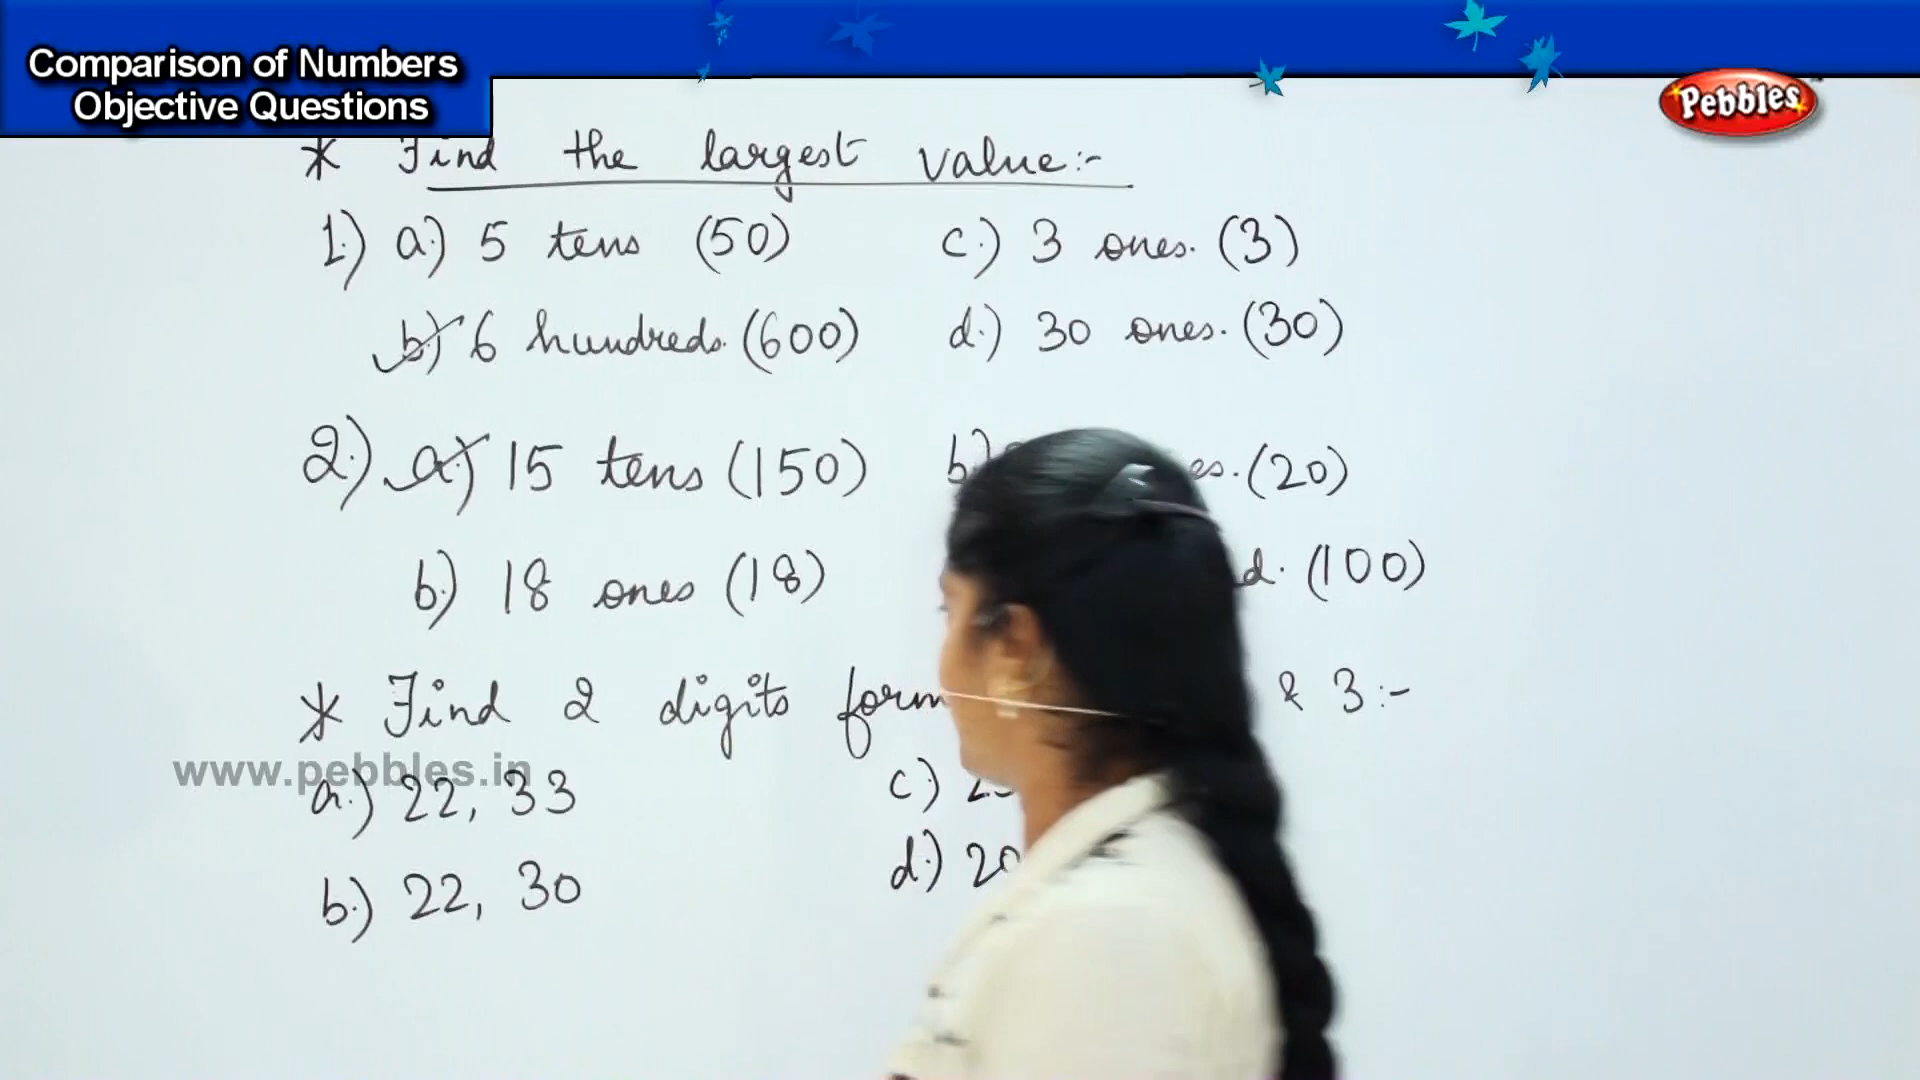 Comparison of Numbers
Objective Questions
Pebbles
* Find the largest value:-
1.) a.) 5 tens (50) c.) 3 ones. (3)
b.) 6 hundreds. (600) d.) 30 ones. (30)
2.) a.) 15 tens (150) b.) (20)
b.) 18 ones (18) (100)
* Find 2 digits & 3:-
www.pebbles.in
a.) 22, 33 c.)
b.) 22, 30 d.)